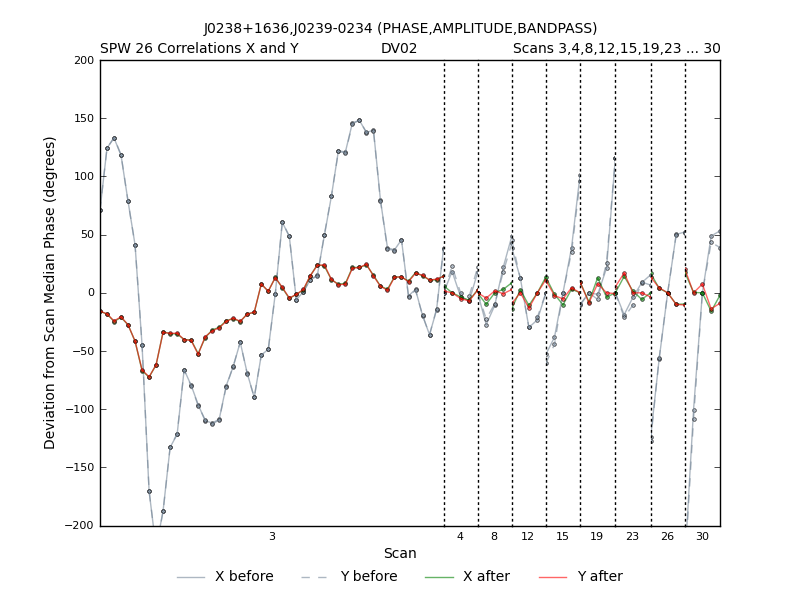 J0238+1636,J0239-0234 (PHASE,AMPLITUDE,BANDPASS)
SPW 26 Correlations X and Y DV02 Scans 3,4,8,12,15,19,23 ... 30
200
150
100
50
0
−50
−100
−150
−200
Deviation from Scan Median Phase (degrees)
3 4 8 12 15 19 23 26 30
Scan
X before Y before X after Y after